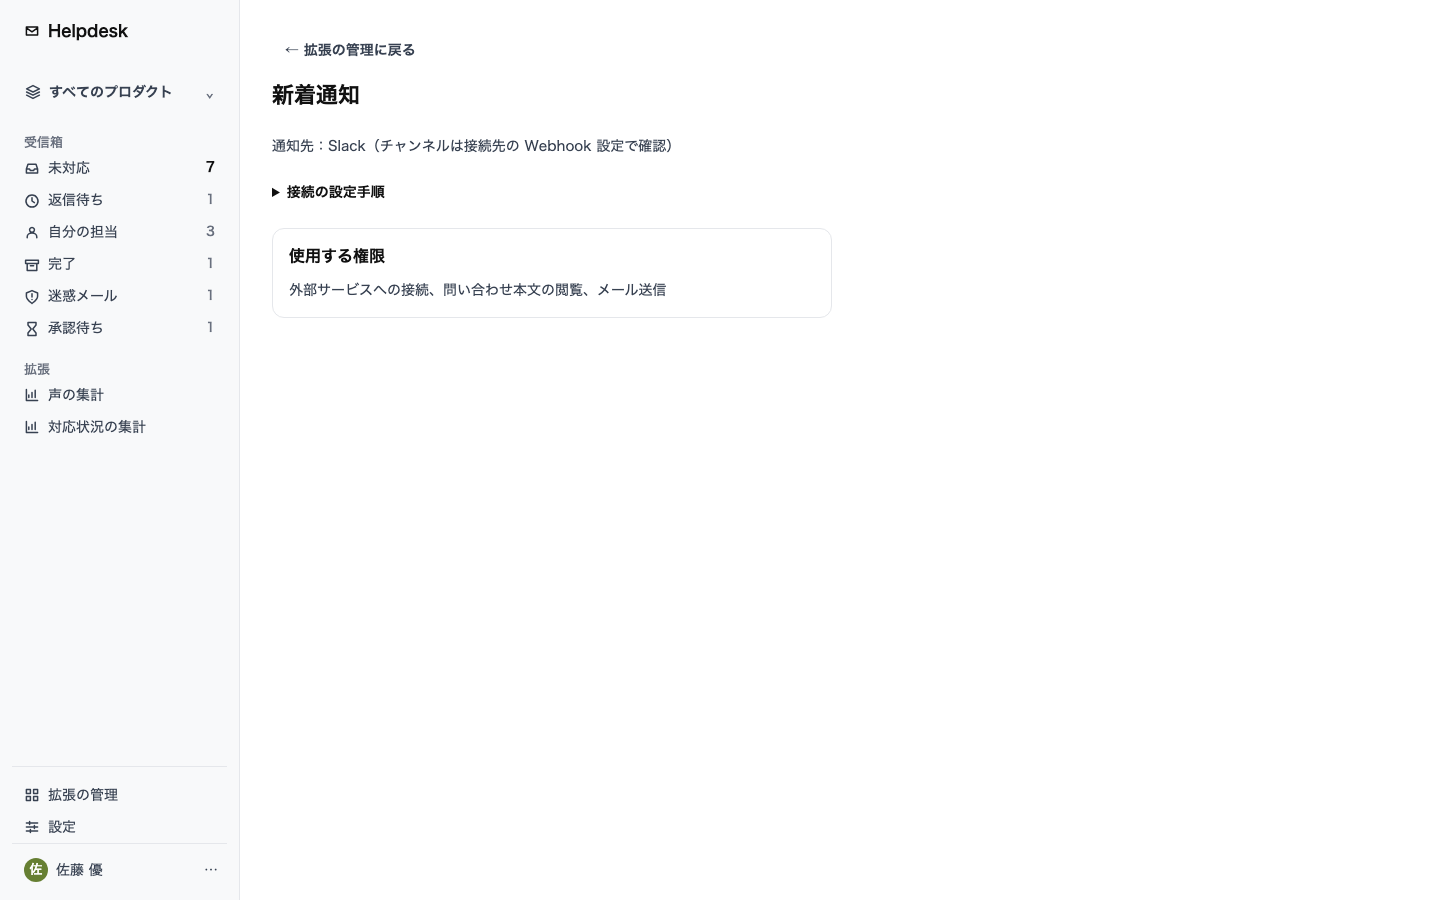 Helpdesk
すべてのプロダクト
受信箱
未対応 7
返信待ち 1
自分の担当 3
完了 1
迷惑メール 1
承認待ち 1
拡張
声の集計
対応状況の集計
拡張の管理
設定
佐 佐藤 優 …
← 拡張の管理に戻る
新着通知
通知先：Slack（チャンネルは接続先の Webhook 設定で確認）
▶ 接続の設定手順
使用する権限
外部サービスへの接続、問い合わせ本文の閲覧、メール送信